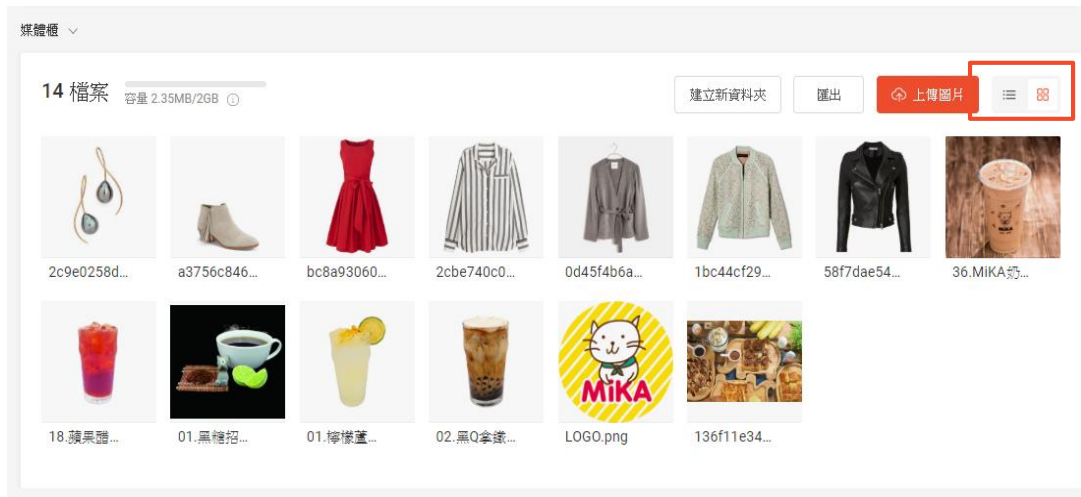 媒體櫃
14 檔案 容量 2.35MB/2GB 建立新資料夾 匯出 上傳圖片
2c9e0258d... a3756c846... bc8a93060... 2cbe740c0... 0d45f4b6a... 1bc44cf29... 58f7dae54... 36.MiKA奶...
MiKA
18.蘋果醋... 01.黑糖招... 01.檸檬蘆... 02.黑Q拿鐵... LOGO.png 136f11e34...